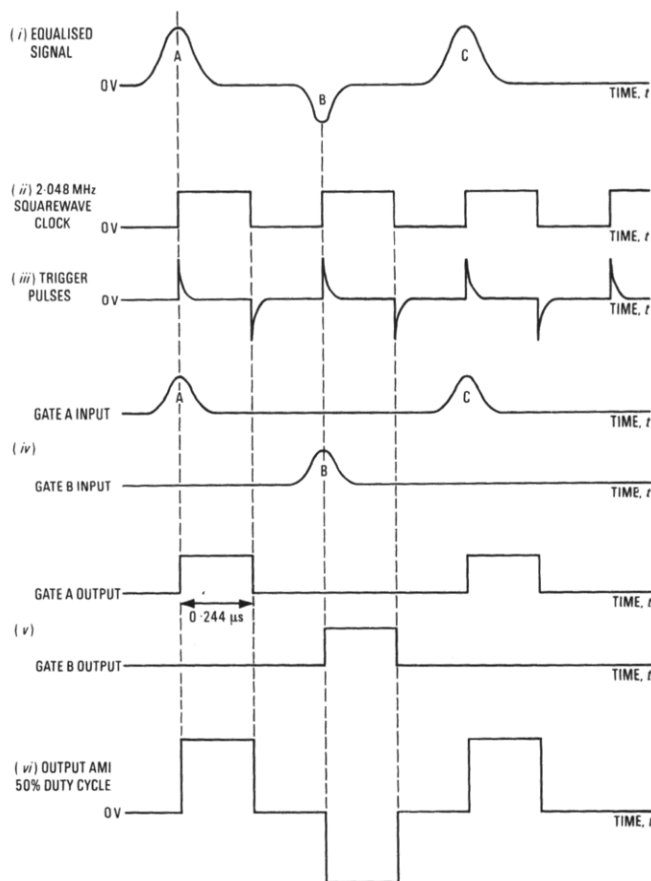 (i) EQUALISED
SIGNAL
A
B
C
0 V
TIME, t
(ii) 2·048 MHz
SQUAREWAVE
CLOCK
0 V
TIME, t
(iii) TRIGGER
PULSES
0 V
TIME, t
A
C
GATE A INPUT
TIME, t
(iv)
B
GATE B INPUT
TIME, t
GATE A OUTPUT
TIME, t
0·244 µs
(v)
GATE B OUTPUT
TIME, t
(vi) OUTPUT AMI
50% DUTY CYCLE
0 V
TIME, t